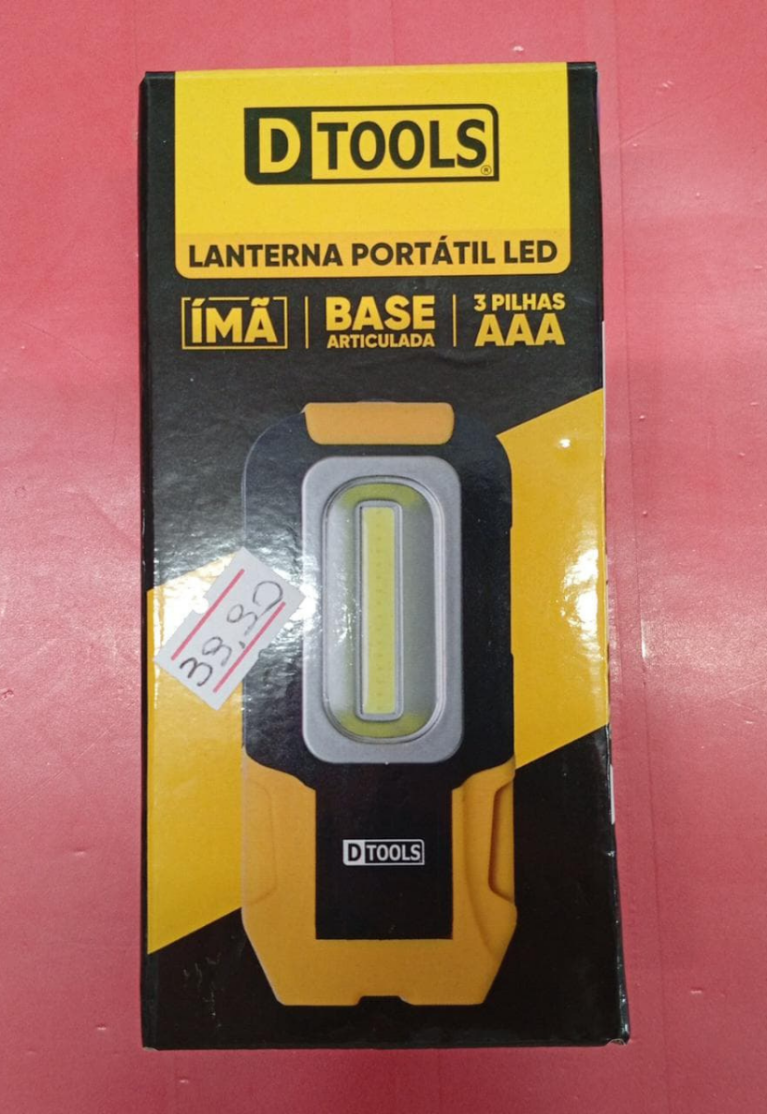 D TOOLS®
LANTERNA PORTÁTIL LED
ÍMÃ
BASE
ARTICULADA
3 PILHAS
AAA
39,90
D TOOLS